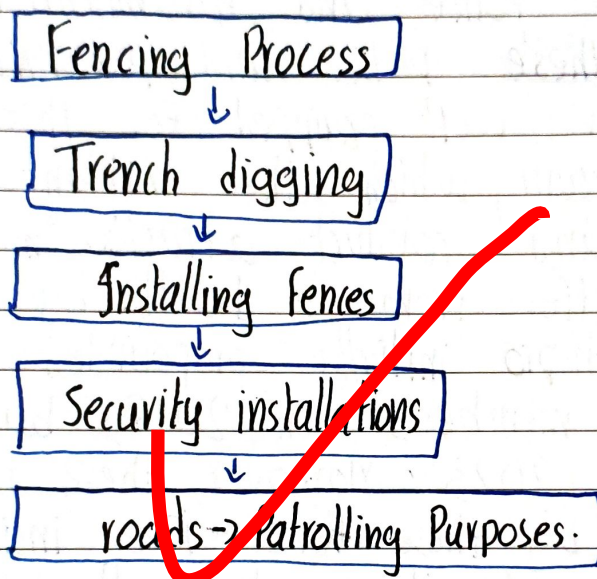 Fencing Process
↓
Trench digging
↓
Installing fences
↓
Security installations
↓
roads → Patrolling Purposes.